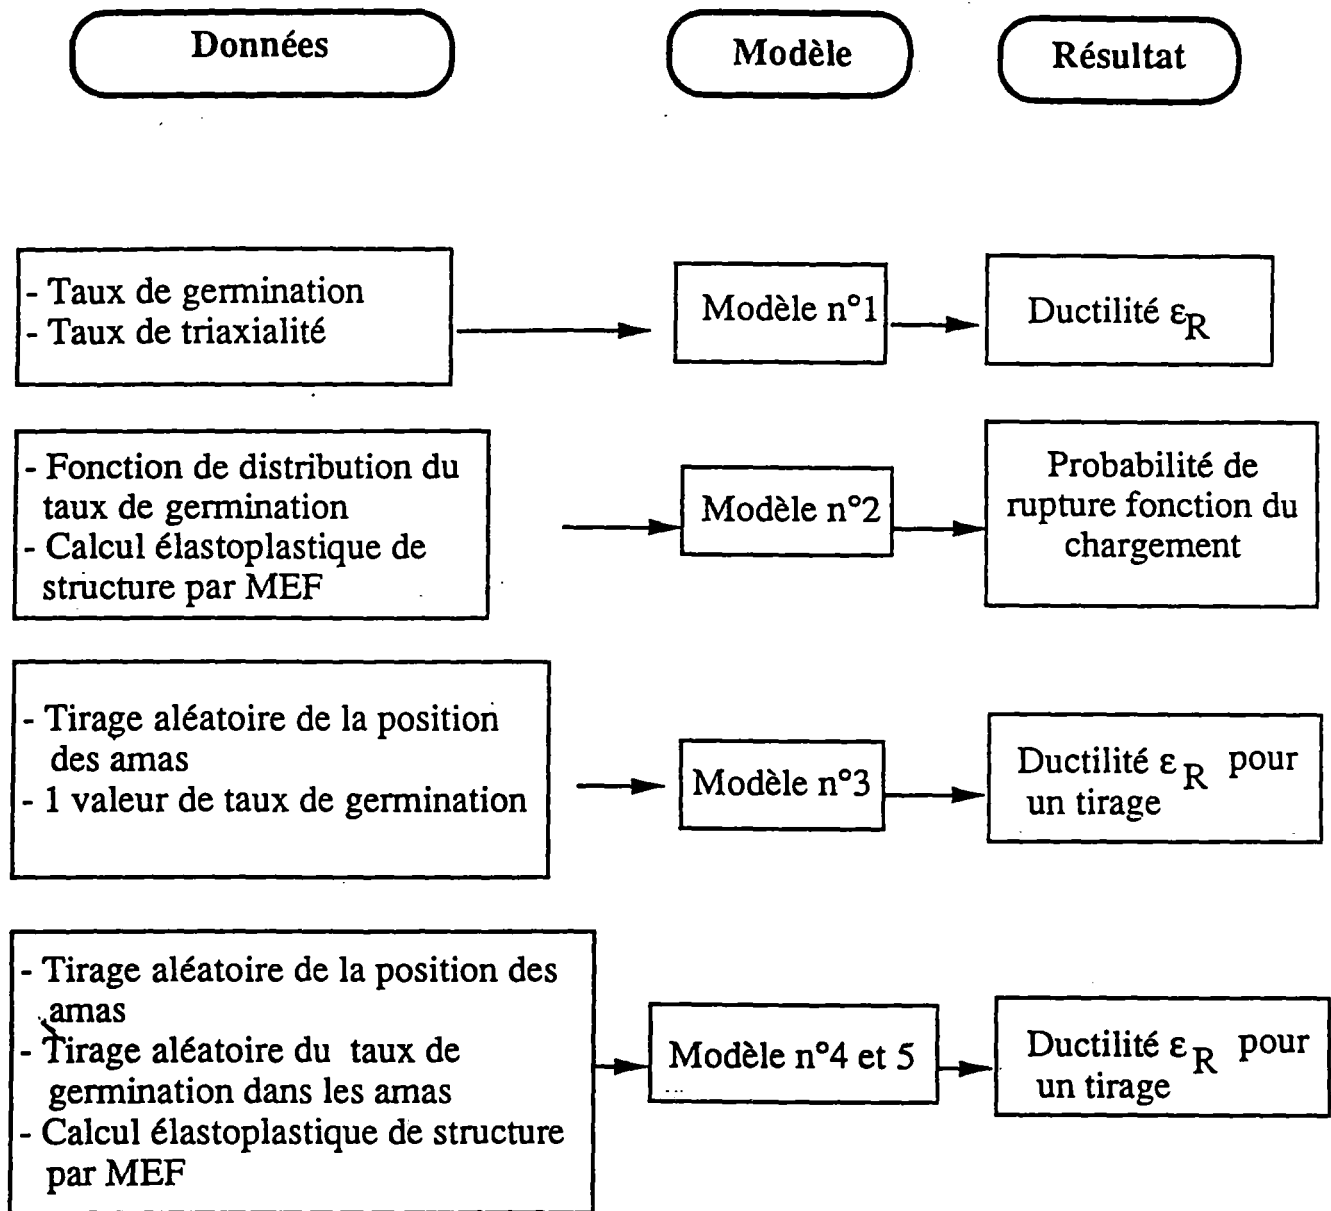 Données
Modèle
Résultat
- Taux de germination
- Taux de triaxialité
Modèle n°1
Ductilité εR
- Fonction de distribution du
taux de germination
- Calcul élastoplastique de
structure par MEF
Modèle n°2
Probabilité de
rupture fonction du
chargement
- Tirage aléatoire de la position
des amas
- 1 valeur de taux de germination
Modèle n°3
Ductilité εR pour
un tirage
- Tirage aléatoire de la position des
amas
- Tirage aléatoire du taux de
germination dans les amas
- Calcul élastoplastique de structure
par MEF
Modèle n°4 et 5
Ductilité εR pour
un tirage